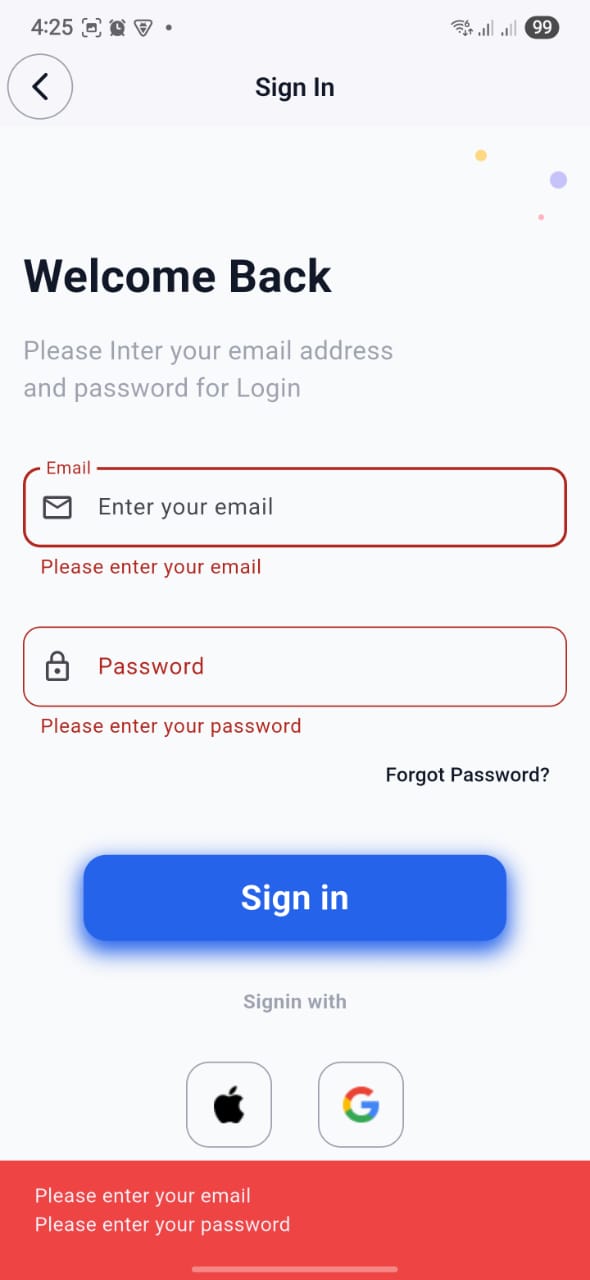 4:25
99
Sign In
Welcome Back
Please Inter your email address
and password for Login
Email
Enter your email
Please enter your email
Password
Please enter your password
Forgot Password?
Sign in
Signin with
Please enter your email
Please enter your password